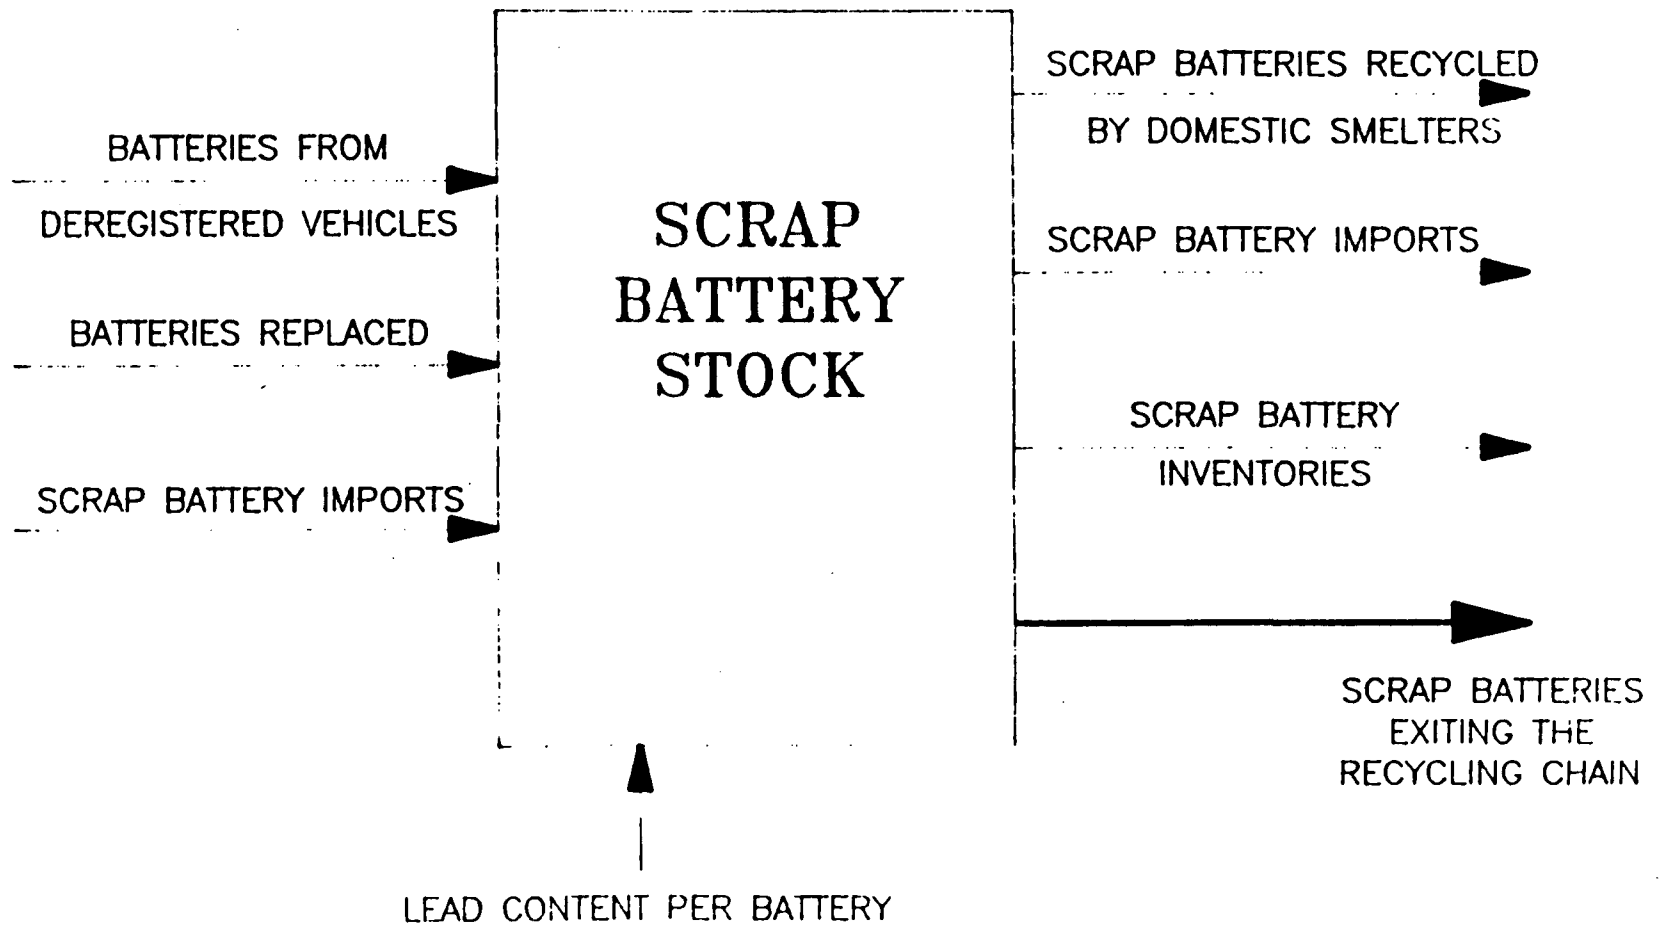 BATTERIES FROM
DEREGISTERED VEHICLES
BATTERIES REPLACED
SCRAP BATTERY IMPORTS
SCRAP
BATTERY
STOCK
SCRAP BATTERIES RECYCLED
BY DOMESTIC SMELTERS
SCRAP BATTERY IMPORTS
SCRAP BATTERY
INVENTORIES
SCRAP BATTERIES
EXITING THE
RECYCLING CHAIN
LEAD CONTENT PER BATTERY